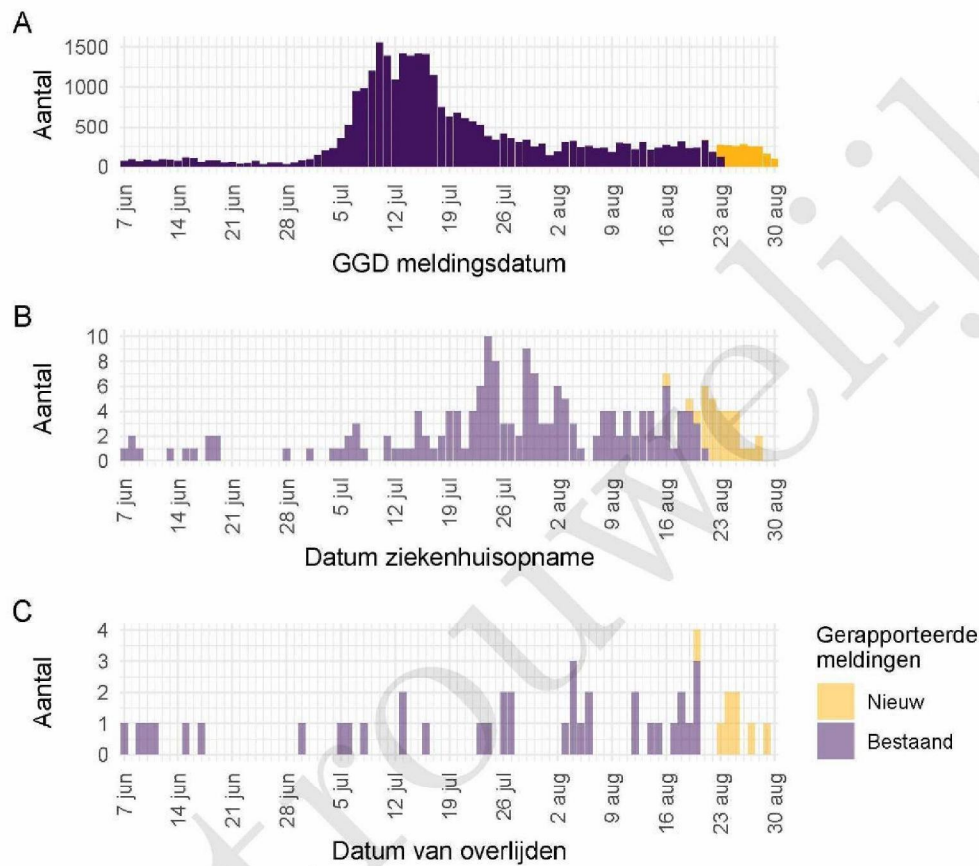 A
Aantal
1500
1000
500
0
7 jun
14 jun
21 jun
28 jun
5 jul
12 jul
19 jul
26 jul
2 aug
9 aug
16 aug
23 aug
30 aug
GGD meldingsdatum
B
Aantal
10
8
6
4
2
0
7 jun
14 jun
21 jun
28 jun
5 jul
12 jul
19 jul
26 jul
2 aug
9 aug
16 aug
23 aug
30 aug
Datum ziekenhuisopname
C
Aantal
4
3
2
1
0
7 jun
14 jun
21 jun
28 jun
5 jul
12 jul
19 jul
26 jul
2 aug
9 aug
16 aug
23 aug
30 aug
Datum van overlijden
Gerapporteerde
meldingen
Nieuw
Bestaand
trouwelij